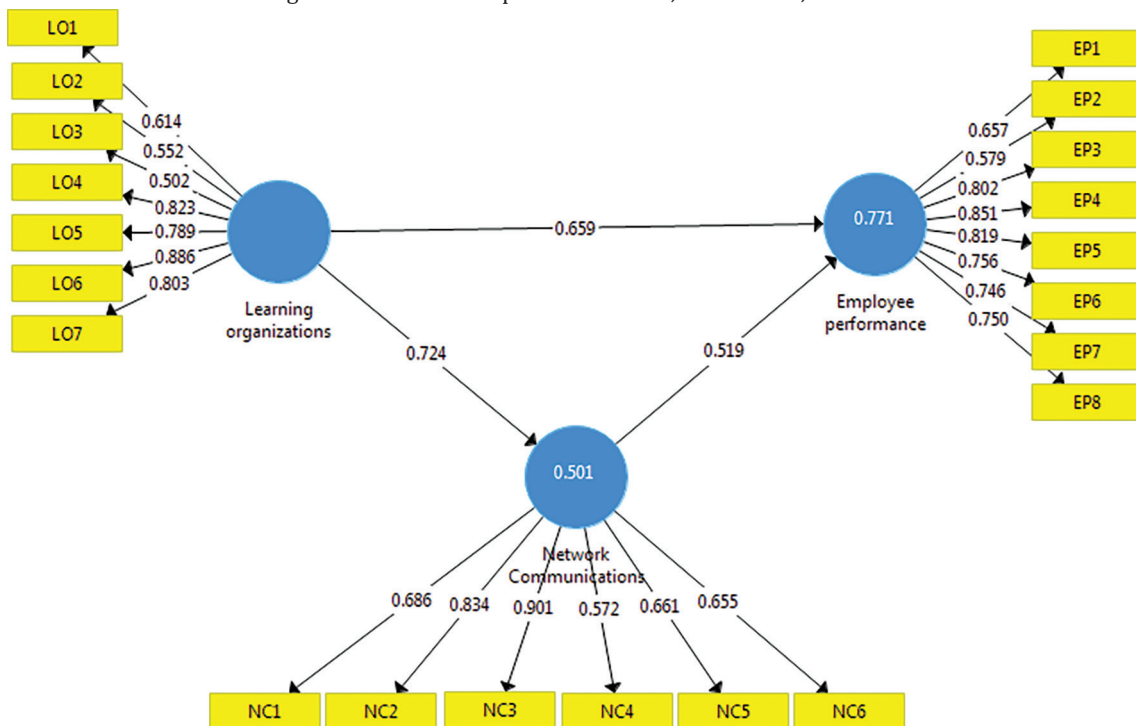 LO1
LO2
LO3
LO4
LO5
LO6
LO7
0.614
0.552
0.502
0.823
0.789
0.886
0.803
Learning
organizations
0.659
0.724
0.519
0.771
Employee
performance
0.657
0.579
0.802
0.851
0.819
0.756
0.746
0.750
EP1
EP2
EP3
EP4
EP5
EP6
EP7
EP8
0.501
Network
Communications
0.686
0.834
0.901
0.572
0.661
0.655
NC1
NC2
NC3
NC4
NC5
NC6